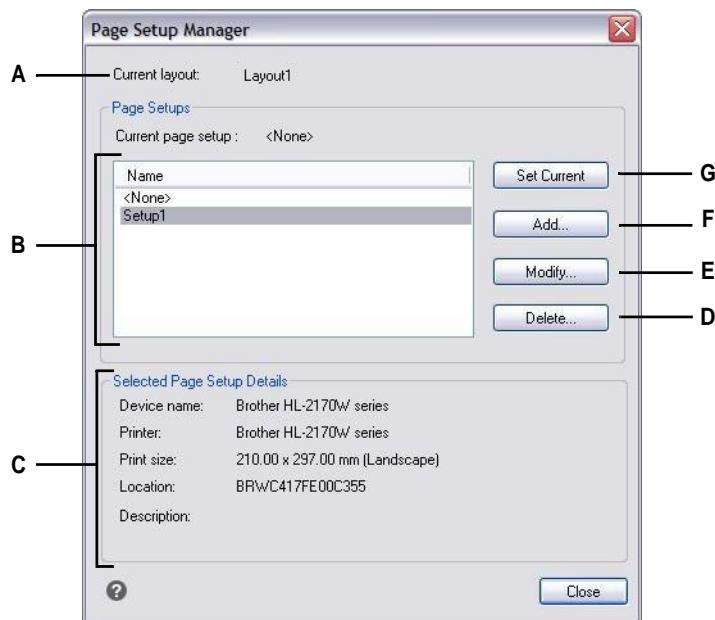 Page Setup Manager
A
Current layout: Layout1
Page Setups
Current page setup : <None>
Name
<None>
Setup1
B
Set Current
G
Add...
F
Modify...
E
Delete...
D
Selected Page Setup Details
Device name: Brother HL-2170W series
Printer: Brother HL-2170W series
Print size: 210.00 x 297.00 mm (Landscape)
Location: BRWC417FE00C355
Description:
C
?
Close